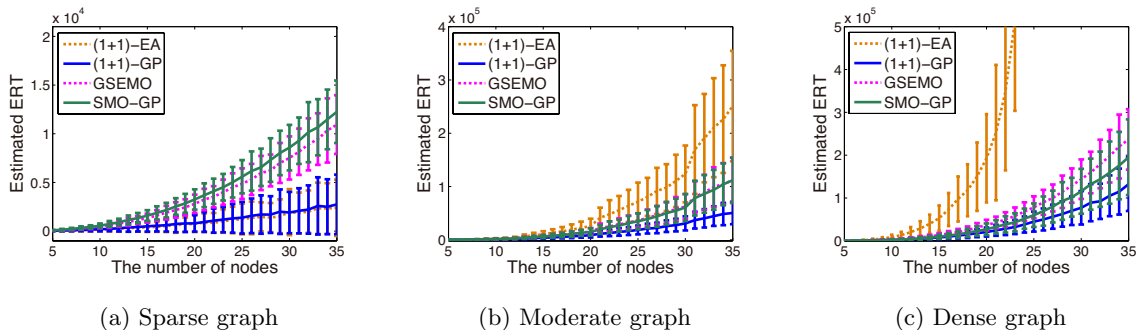 x 10^4
2
1.5
1
0.5
0
Estimated ERT
(1+1)−EA
(1+1)−GP
GSEMO
SMO−GP
5 10 15 20 25 30 35
The number of nodes
(a) Sparse graph
x 10^5
4
3
2
1
0
Estimated ERT
(1+1)−EA
(1+1)−GP
GSEMO
SMO−GP
5 10 15 20 25 30 35
The number of nodes
(b) Moderate graph
x 10^5
5
4
3
2
1
0
Estimated ERT
(1+1)−EA
(1+1)−GP
GSEMO
SMO−GP
5 10 15 20 25 30 35
The number of nodes
(c) Dense graph